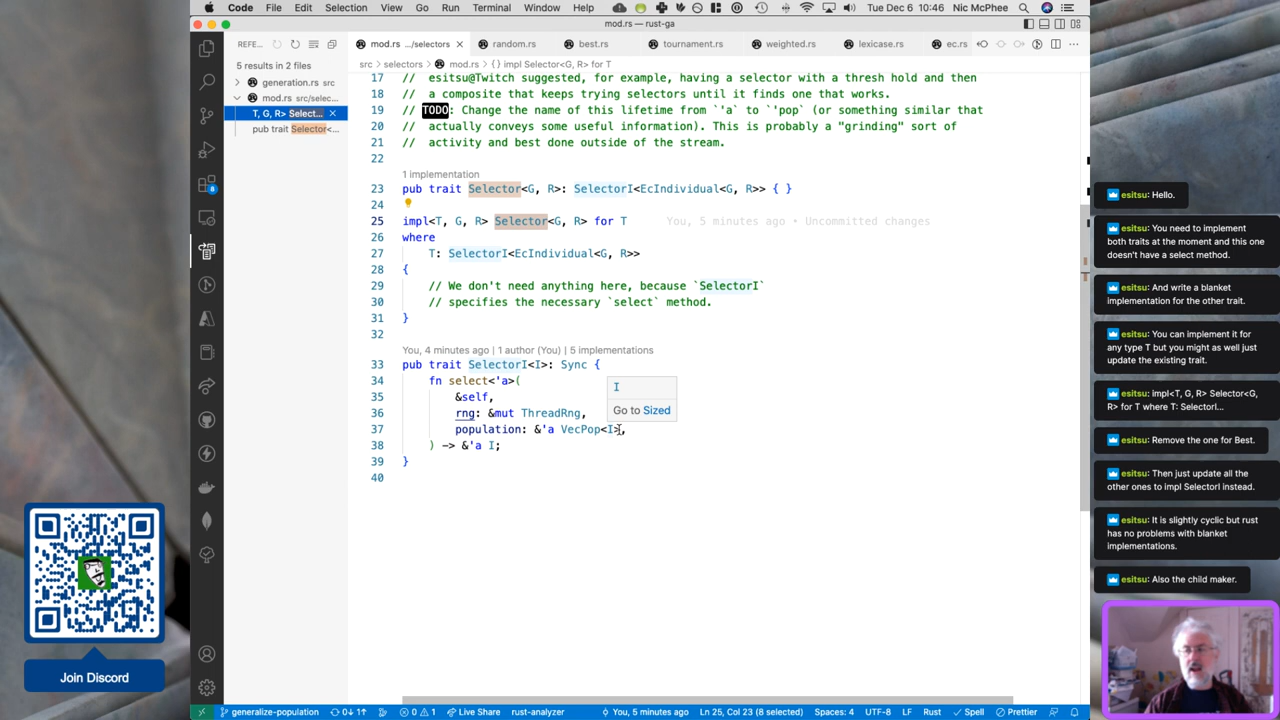 Code File Edit Selection View Go Run Terminal Window Help Tue Dec 6 10:46 Nic McPhee
mod.rs — rust-ga
REFE...
mod.rs .../selectors
random.rs
best.rs
tournament.rs
weighted.rs
lexicase.rs
ec.rs
5 results in 2 files
generation.rs src
mod.rs src/selec...
T, G, R> Select...
pub trait Selector<...
src > selectors > mod.rs > {} impl Selector<G, R> for T
17 // esitsu@Twitch suggested, for example, having a selector with a thresh hold and then
18 // a composite that keeps trying selectors until it finds one that works.
19 // TODO: Change the name of this lifetime from `'a` to `'pop` (or something similar that
20 // actually conveys some useful information). This is probably a "grinding" sort of
21 // activity and best done outside of the stream.
22
1 implementation
23 pub trait Selector<G, R>: SelectorI<EcIndividual<G, R>> { }
24
25 impl<T, G, R> Selector<G, R> for T You, 5 minutes ago • Uncommitted changes
26 where
27 T: SelectorI<EcIndividual<G, R>>
28 {
29 // We don't need anything here, because `SelectorI`
30 // specifies the necessary `select` method.
31 }
32
You, 4 minutes ago | 1 author (You) | 5 implementations
33 pub trait SelectorI<I>: Sync {
34 fn select<'a>(
35 &self,
36 rng: &mut ThreadRng,
37 population: &'a VecPop<I>,
38 ) -> &'a I;
39 }
40
I
Go to Sized
esitsu: Hello.
esitsu: You need to implement
both traits at the moment and this one
doesn't have a select method.
esitsu: And write a blanket
implementation for the other trait.
esitsu: You can implement it for
any type T but you might as well just
update the existing trait.
esitsu: impl<T, G, R> Selector<G,
R> for T where T: SelectorI...
esitsu: Remove the one for Best.
esitsu: Then just update all the
other ones to impl SelectorI instead.
esitsu: It is slightly cyclic but rust
has no problems with blanket
implementations.
esitsu: Also the child maker.
8
Join Discord
generalize-population 0↓ 1↑ 0 1 Live Share rust-analyzer You, 5 minutes ago Ln 25, Col 23 (8 selected) Spaces: 4 UTF-8 LF Rust Spell Prettier